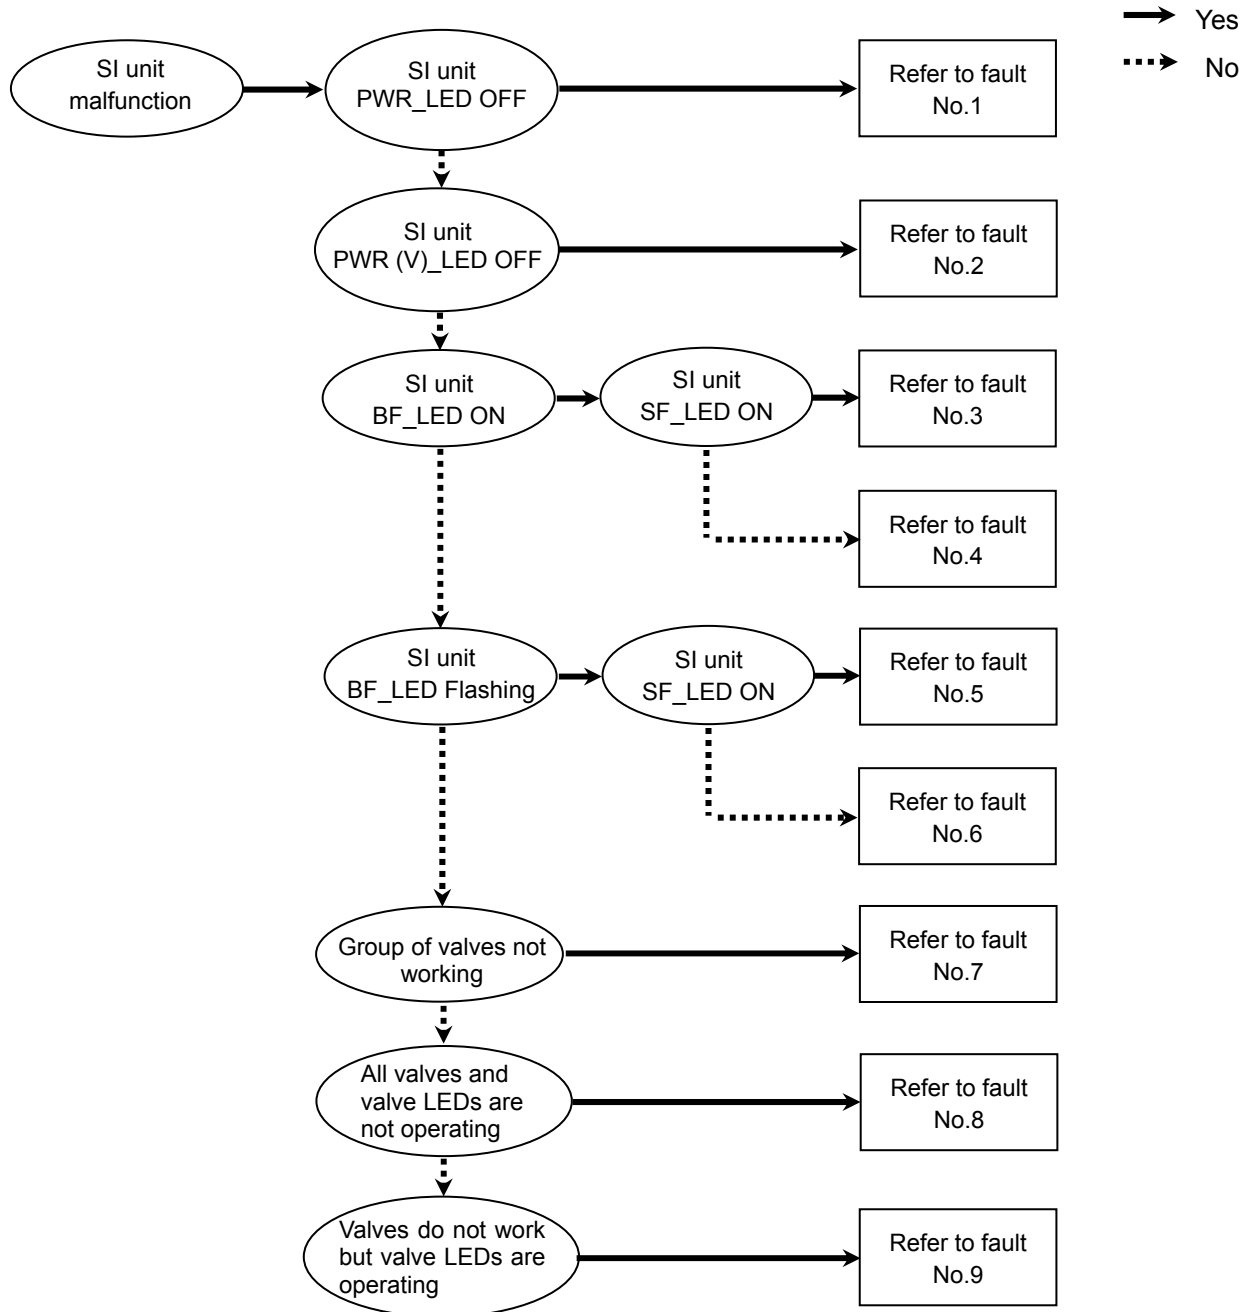 Yes
No
SI unit
malfunction
SI unit
PWR_LED OFF
Refer to fault
No.1
SI unit
PWR (V)_LED OFF
Refer to fault
No.2
SI unit
BF_LED ON
SI unit
SF_LED ON
Refer to fault
No.3
Refer to fault
No.4
SI unit
BF_LED Flashing
SI unit
SF_LED ON
Refer to fault
No.5
Refer to fault
No.6
Group of valves not
working
Refer to fault
No.7
All valves and
valve LEDs are
not operating
Refer to fault
No.8
Valves do not work
but valve LEDs are
operating
Refer to fault
No.9